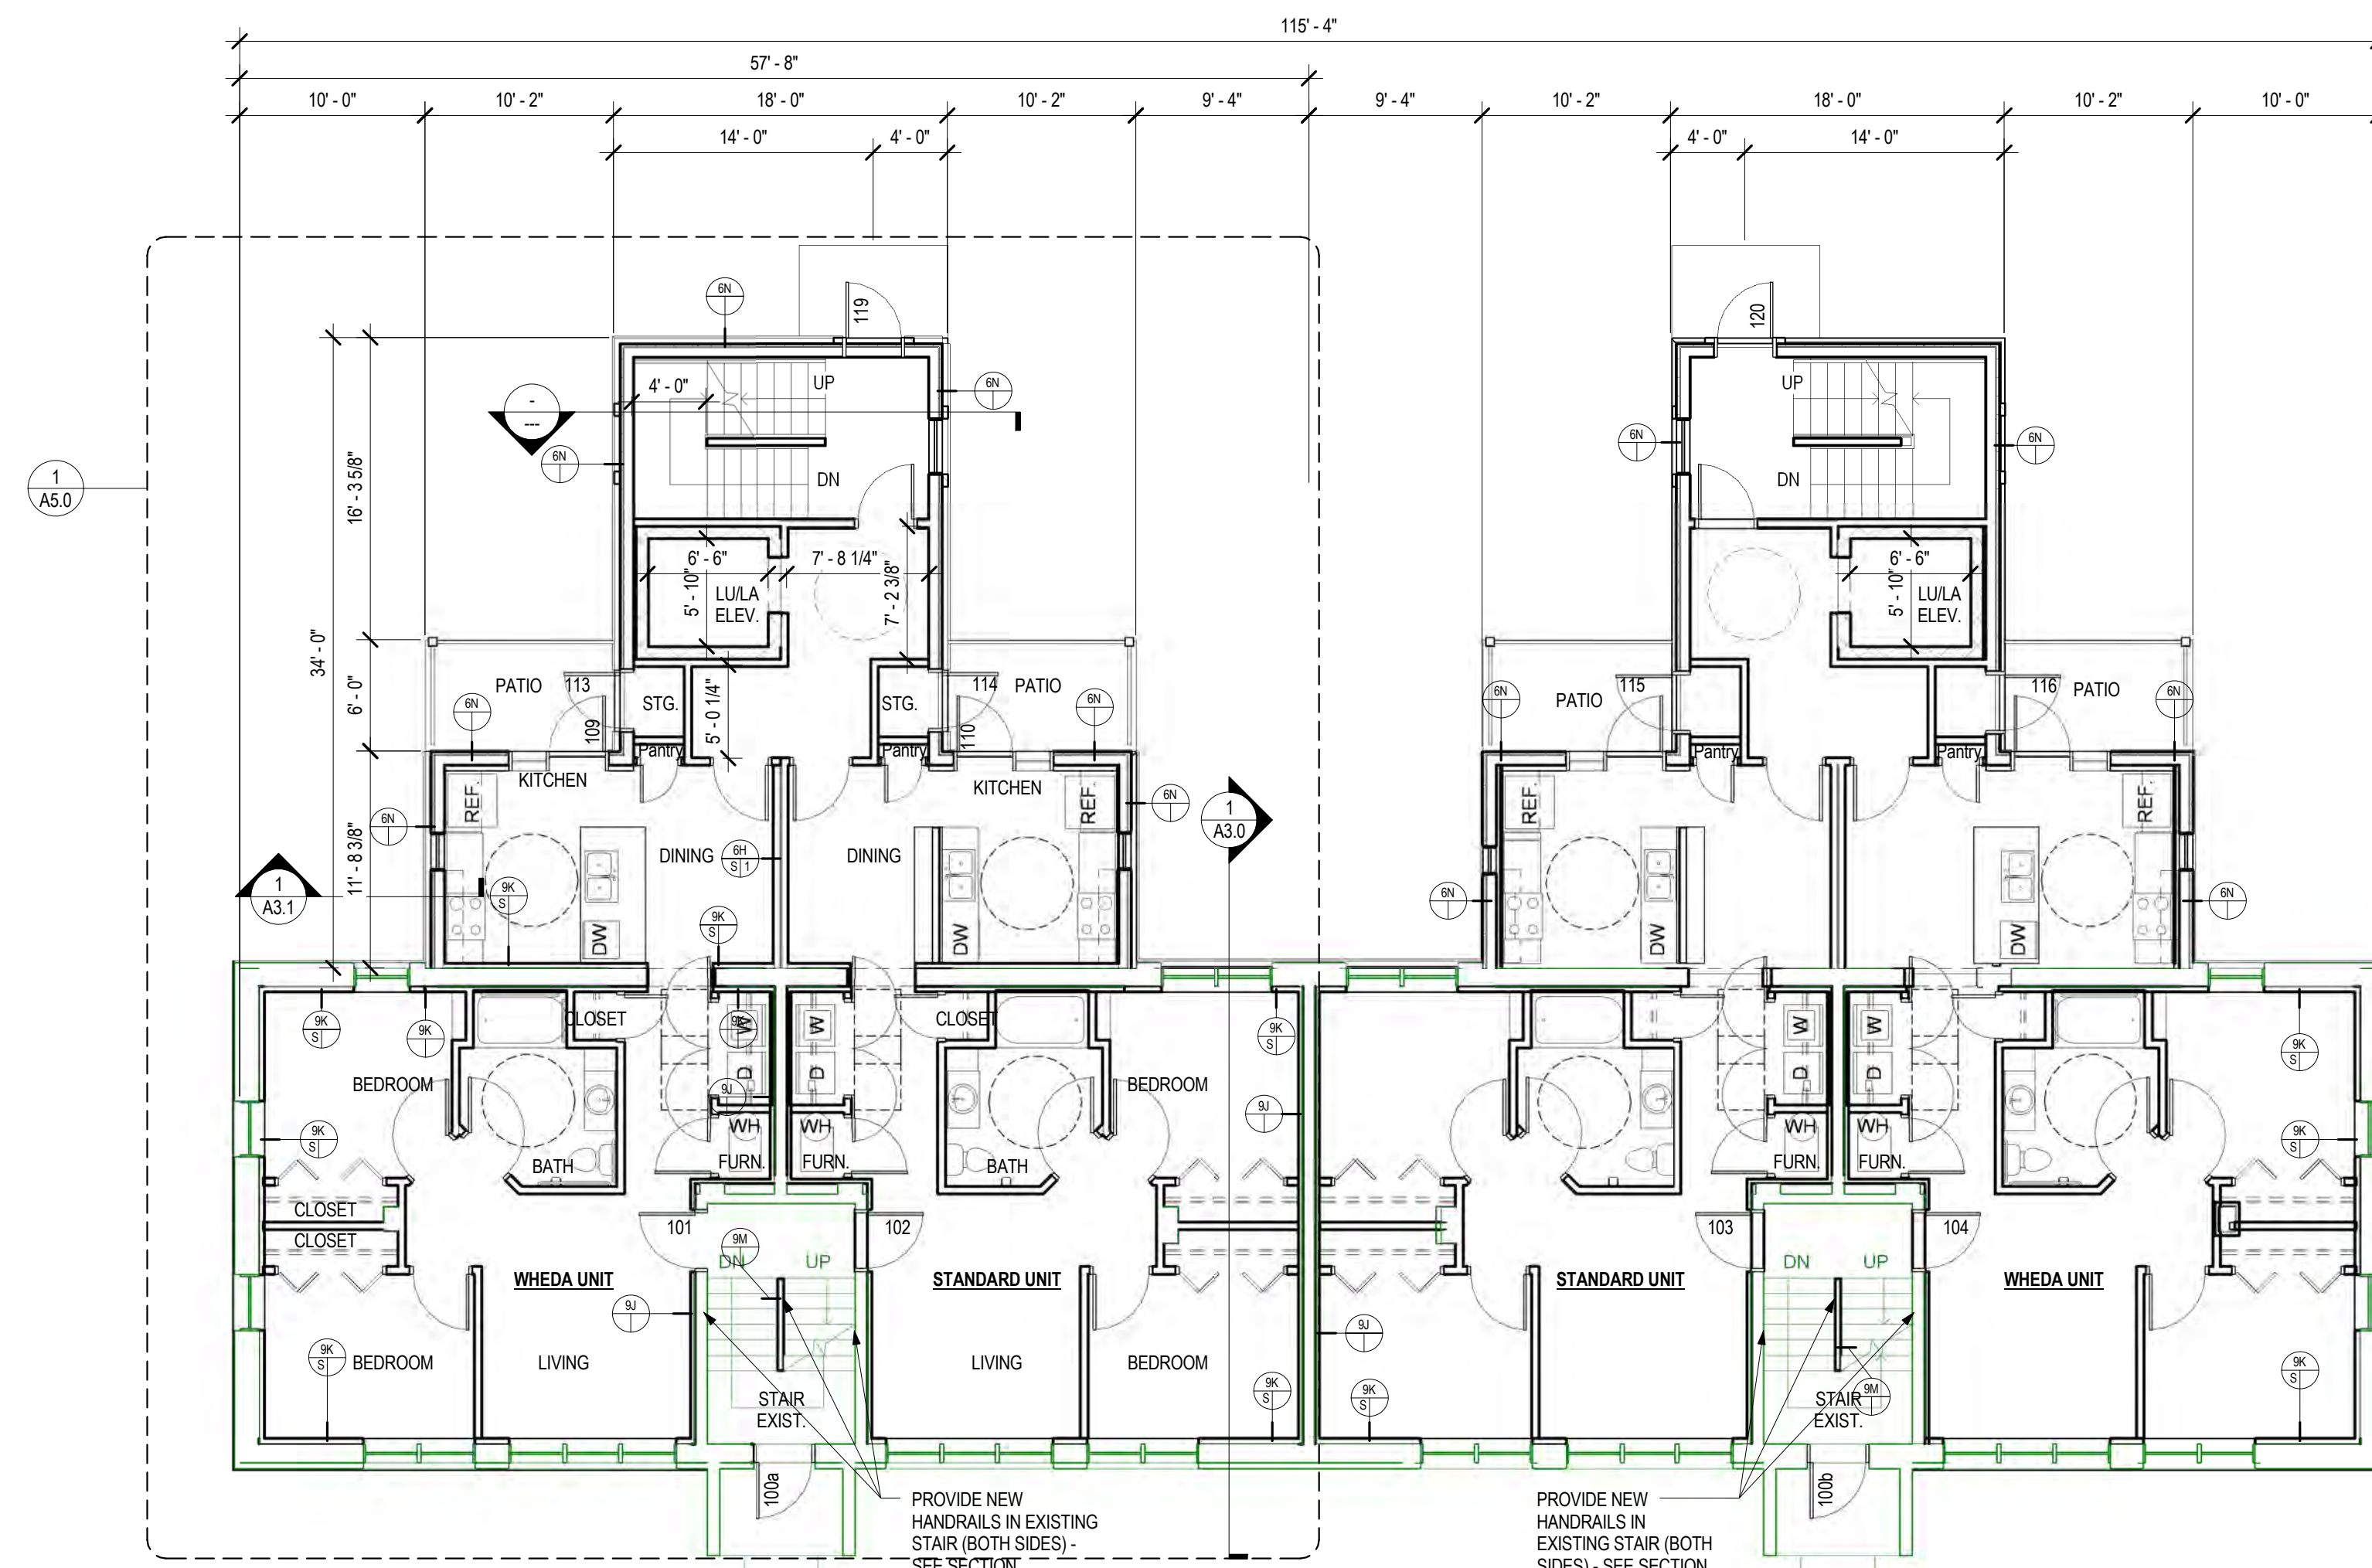 115' - 4"
57' - 8"
10' - 0"
10' - 2"
18' - 0"
10' - 2"
9' - 4"
9' - 4"
10' - 2"
18' - 0"
10' - 2"
10' - 0"
14' - 0"
4' - 0"
4' - 0"
14' - 0"
6N
119
120
4' - 0"
UP
6N
UP
-
---
6N
6N
6N
DN
DN
1
A5.0
16' - 3 5/8"
34' - 0"
6' - 0"
11' - 8 3/8"
6' - 6"
7' - 8 1/4"
5' - 10"
LU/LA
ELEV.
7' - 2 3/8"
6' - 6"
5' - 10"
LU/LA
ELEV.
PATIO
113
STG.
5' - 0 1/4"
STG.
114
PATIO
PATIO
115
116
PATIO
6N
109
Pantry
Pantry
110
6N
6N
Pantry
Pantry
6N
KITCHEN
KITCHEN
REF.
REF.
REF.
REF.
6N
6N
1
A3.0
DINING
6H
S 1
DINING
1
A3.1
9K
S
9K
S
6N
6N
DW
DW
DW
DW
9K
S
9K
CLOSET
9K
W
W
CLOSET
9K
S
W
W
9K
S
BEDROOM
D
D
BEDROOM
D
D
9J
9J
9K
S
WH
WH
WH
WH
9K
S
BATH
FURN.
FURN.
BATH
FURN.
FURN.
CLOSET
CLOSET
101
102
103
104
9M
DN
UP
DN
UP
WHEDA UNIT
STANDARD UNIT
STANDARD UNIT
WHEDA UNIT
9J
9J
9K
S
BEDROOM
LIVING
LIVING
BEDROOM
9K
S
9K
S
9K
S
STAIR
EXIST.
STAIR
EXIST.
9M
100a
100b
PROVIDE NEW
HANDRAILS IN EXISTING
STAIR (BOTH SIDES) -
SEE SECTION
PROVIDE NEW
HANDRAILS IN
EXISTING STAIR (BOTH
SIDES) - SEE SECTION